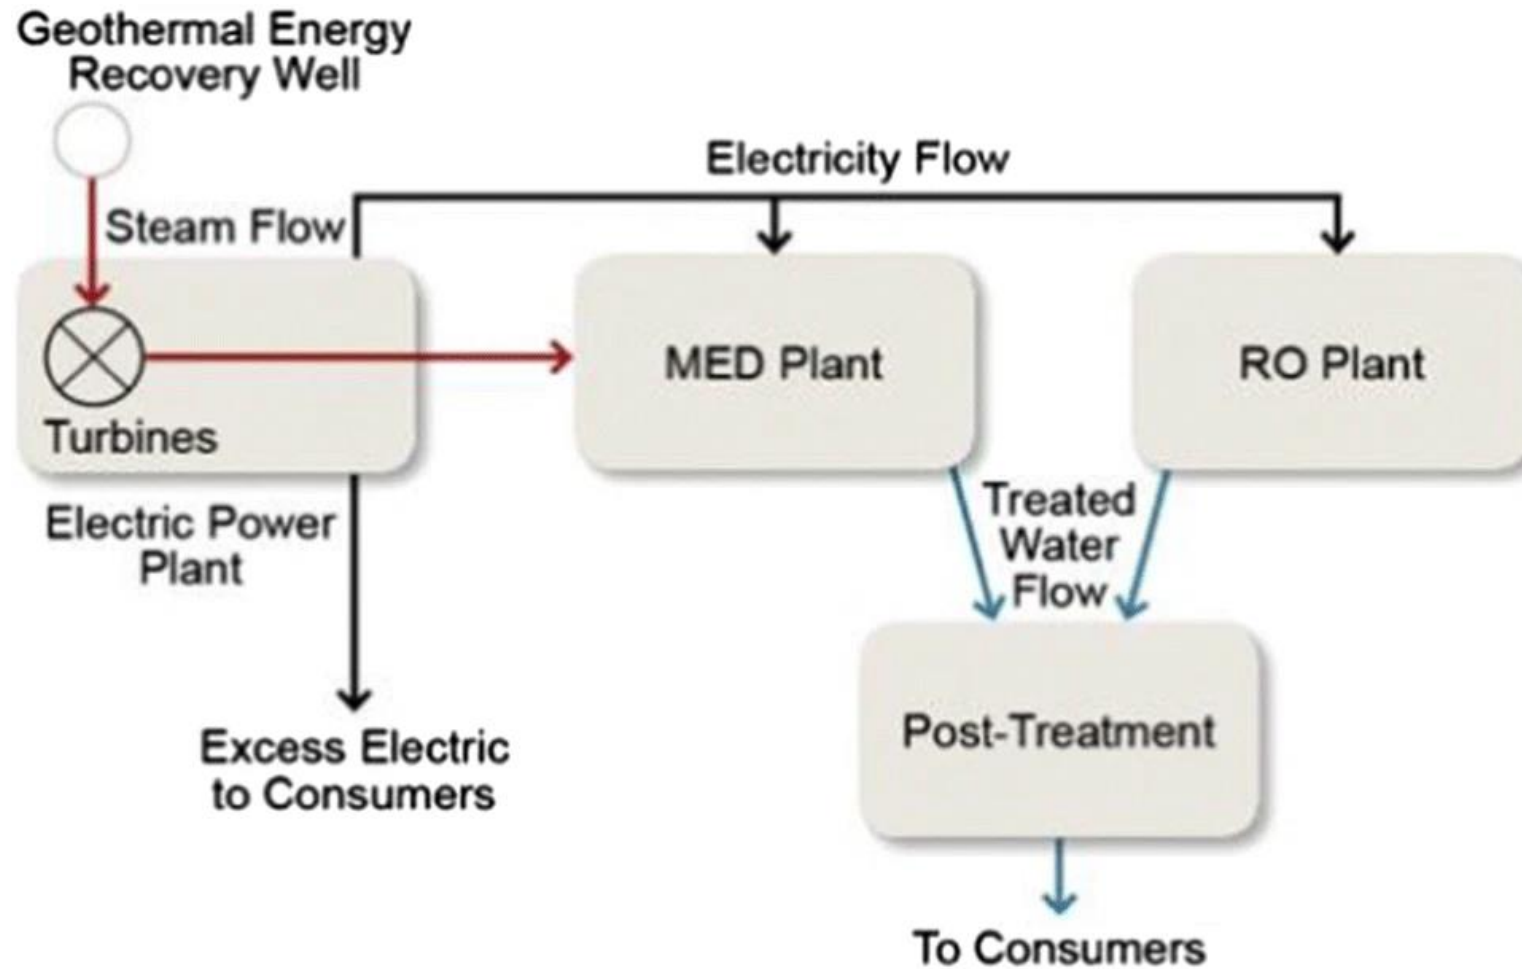 Geothermal Energy
Recovery Well
Electricity Flow
Steam Flow
MED Plant
RO Plant
Turbines
Electric Power
Plant
Treated
Water
Flow
Post-Treatment
Excess Electric
to Consumers
To Consumers